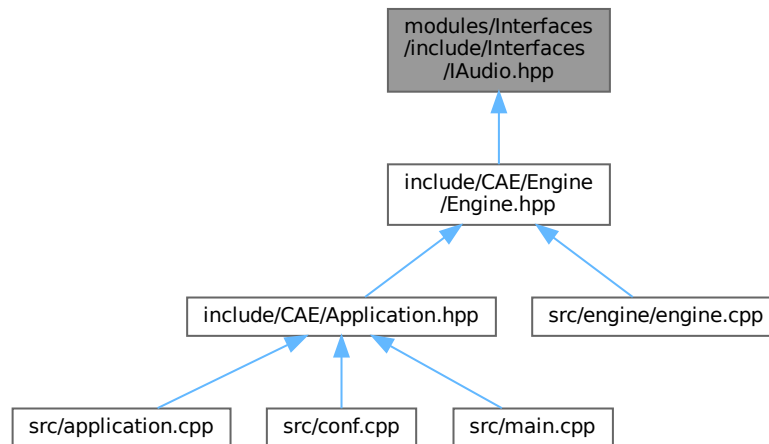 modules/Interfaces
/include/Interfaces
/IAudio.hpp
include/CAE/Engine
/Engine.hpp
include/CAE/Application.hpp
src/engine/engine.cpp
src/application.cpp
src/conf.cpp
src/main.cpp